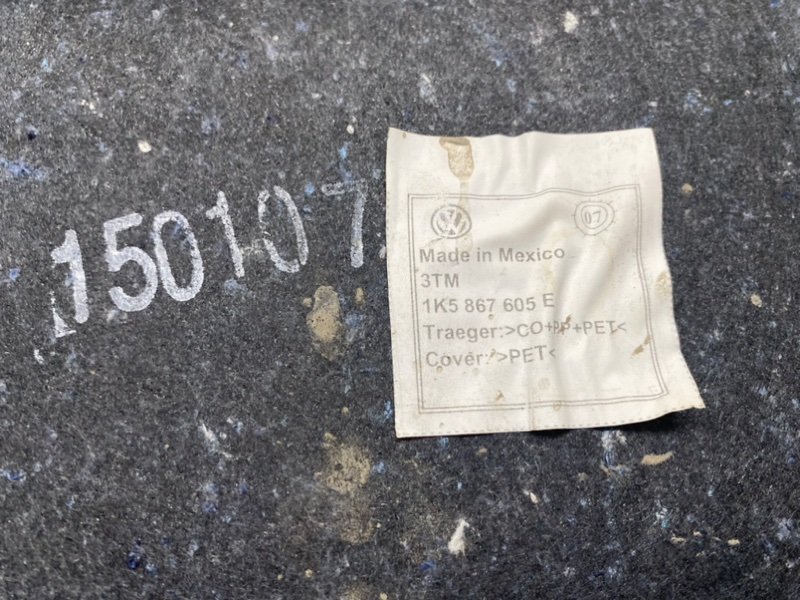 150107
07
Made in Mexico
3TM
1K5 867 605 E
Traeger:>CO+PP+PET<
Cover:>PET<